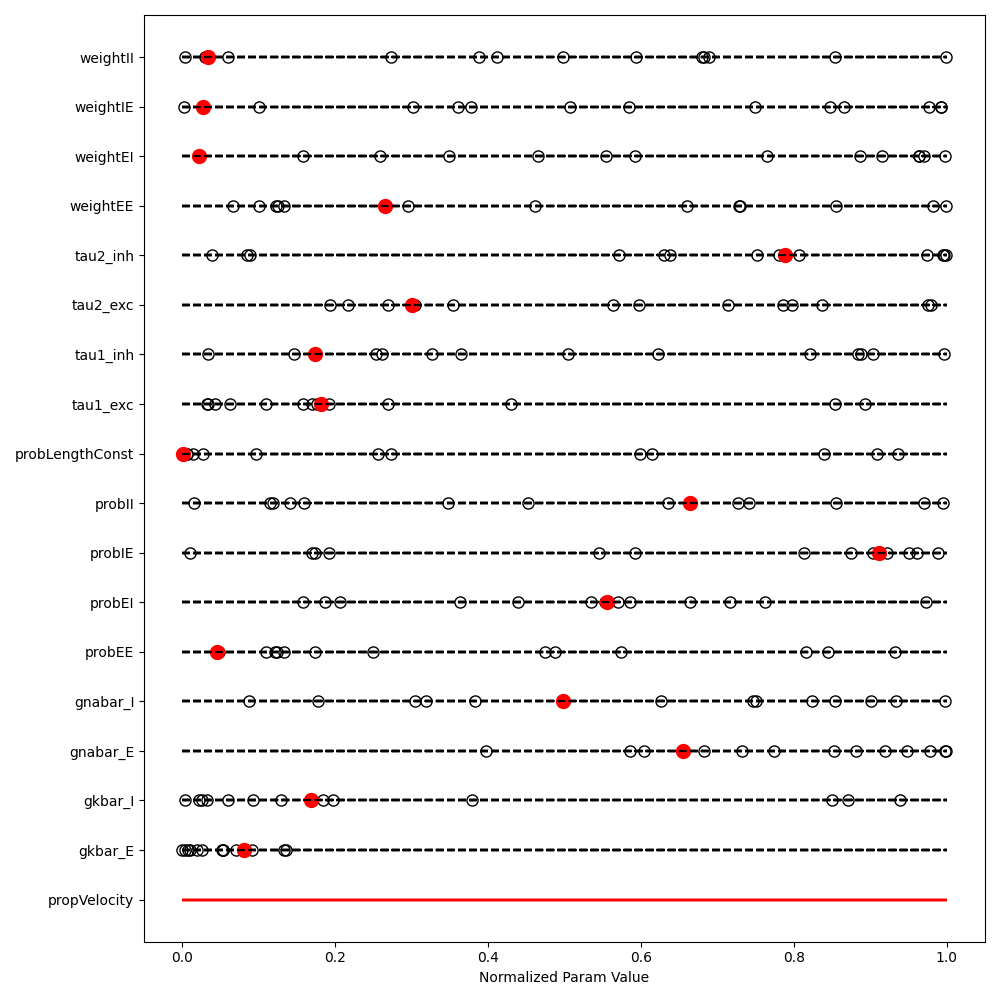 weightII
weightIE
weightEI
weightEE
tau2_inh
tau2_exc
tau1_inh
tau1_exc
probLengthConst
probII
probIE
probEI
probEE
gnabar_I
gnabar_E
gkbar_I
gkbar_E
propVelocity
0.0 0.2 0.4 0.6 0.8 1.0
Normalized Param Value